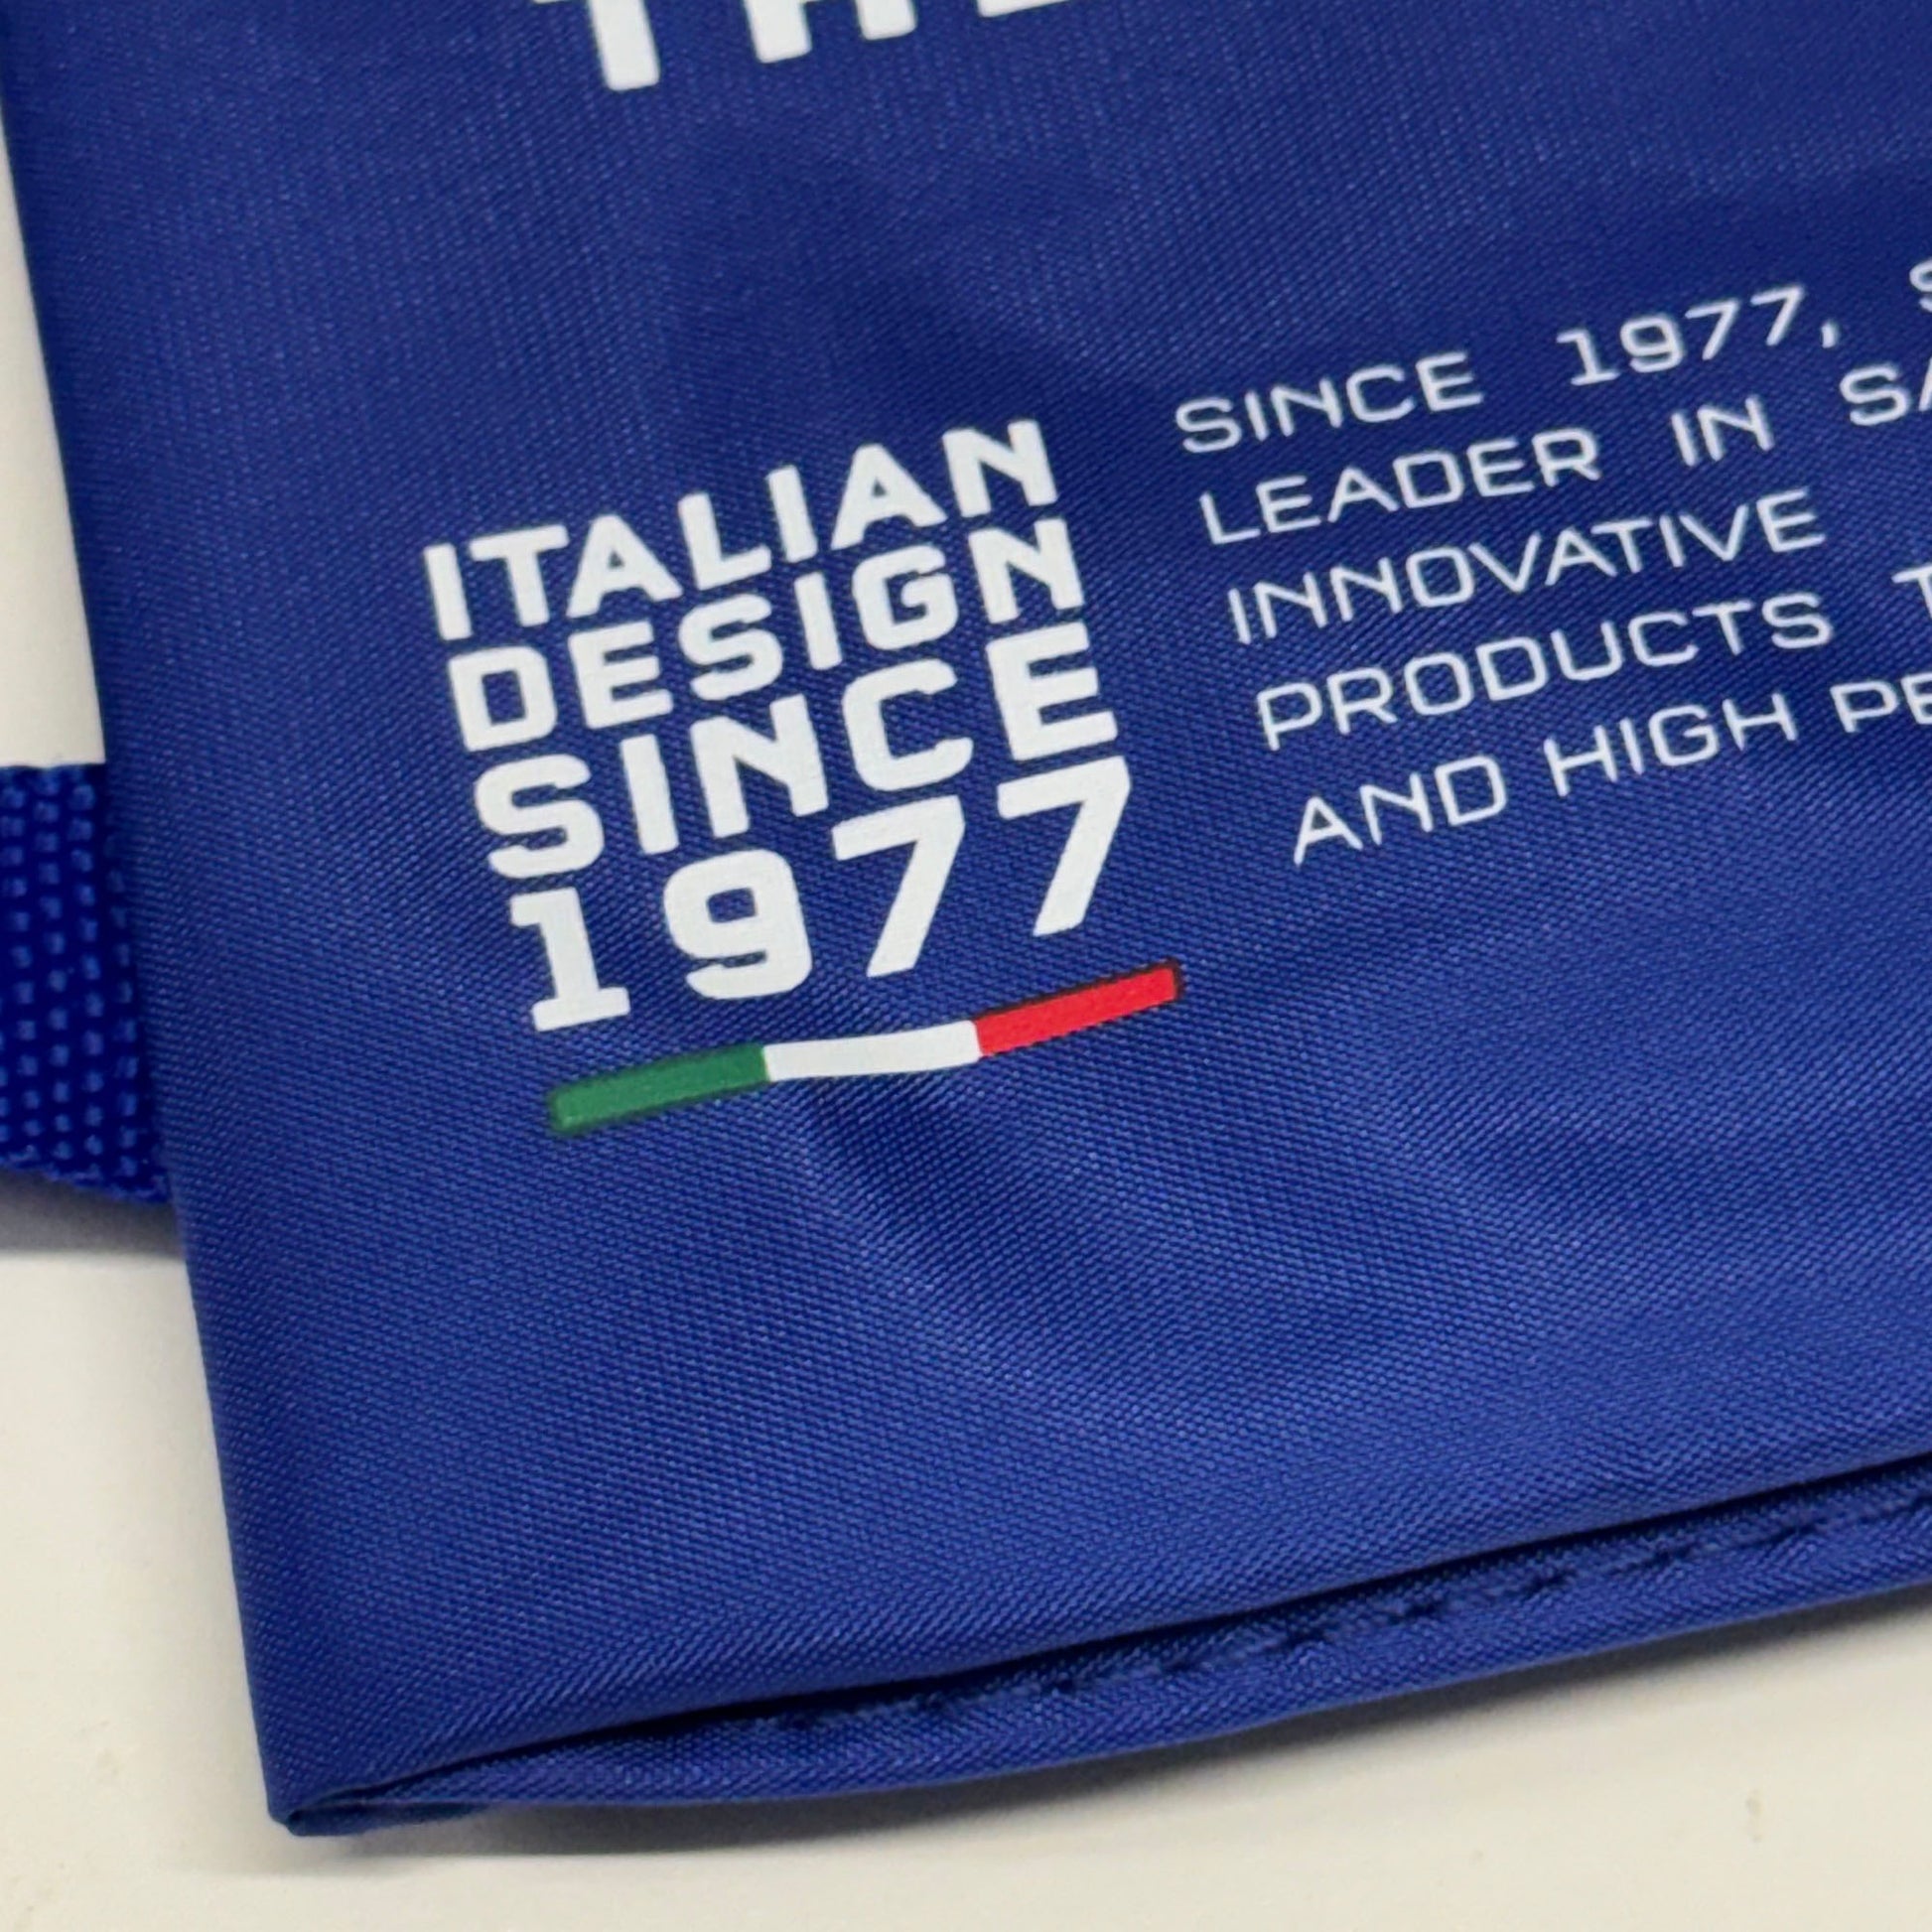 ITALIAN
DESIGN
SINCE
1977
SINCE 1977,
LEADER IN
INNOVATIVE
PRODUCTS
AND HIGH